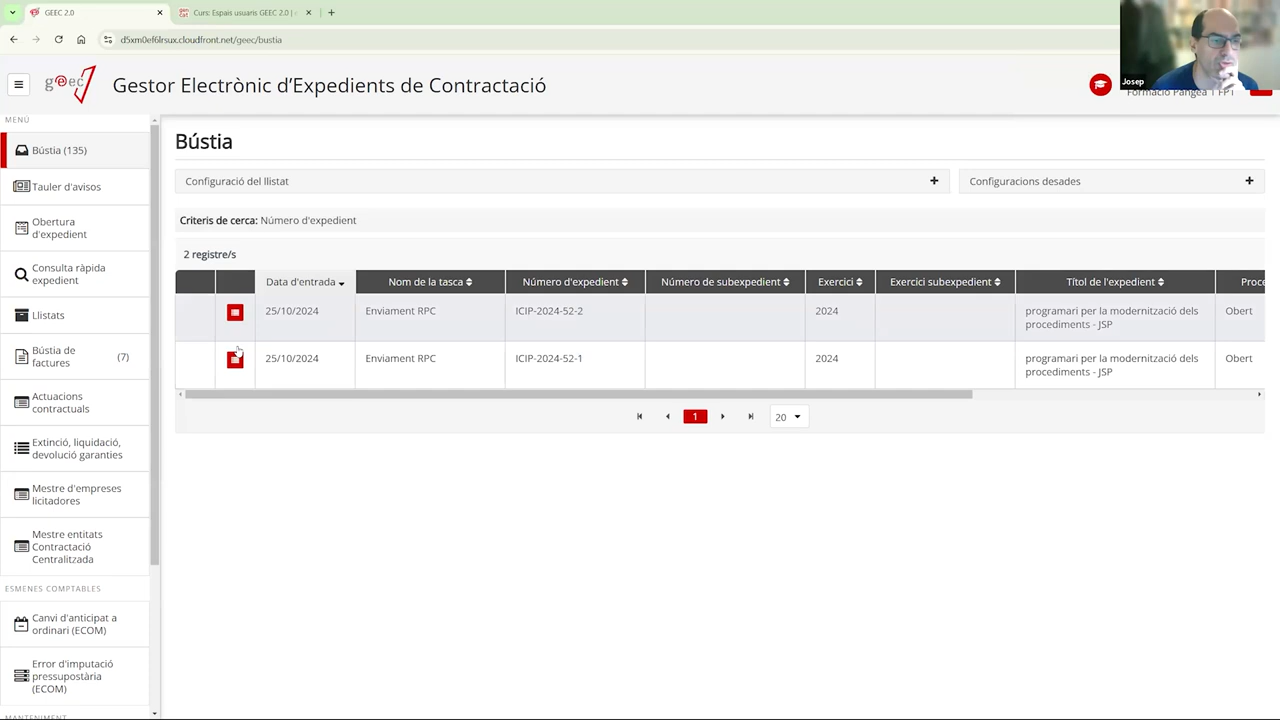 GEEC 2.0
Curs: Espais usuaris GEEC 2.0 |
d5xm0ef6lrsux.cloudfront.net/geec/bustia
Josep
geec
Gestor Electrònic d'Expedients de Contractació
Formació Pangea 1 FP1
MENÚ
Bústia (135)
Tauler d'avisos
Obertura
d'expedient
Consulta ràpida
expedient
Llistats
Bústia de
factures
(7)
Actuacions
contractuals
Extinció, liquidació,
devolució garanties
Mestre d'empreses
licitadores
Mestre entitats
Contractació
Centralitzada
ESMENES COMPTABLES
Canvi d'anticipat a
ordinari (ECOM)
Error d'imputació
pressupostària
(ECOM)
MANTENIMENT
Bústia
Configuració del llistat
Configuracions desades
Criteris de cerca: Número d'expedient
2 registre/s
Data d'entrada Nom de la tasca Número d'expedient Número de subexpedient Exercici Exercici subexpedient Títol de l'expedient Proce
25/10/2024 Enviament RPC ICIP-2024-52-2 2024 programari per la modernització dels Obert
procediments - JSP
25/10/2024 Enviament RPC ICIP-2024-52-1 2024 programari per la modernització dels Obert
procediments - JSP
1
20